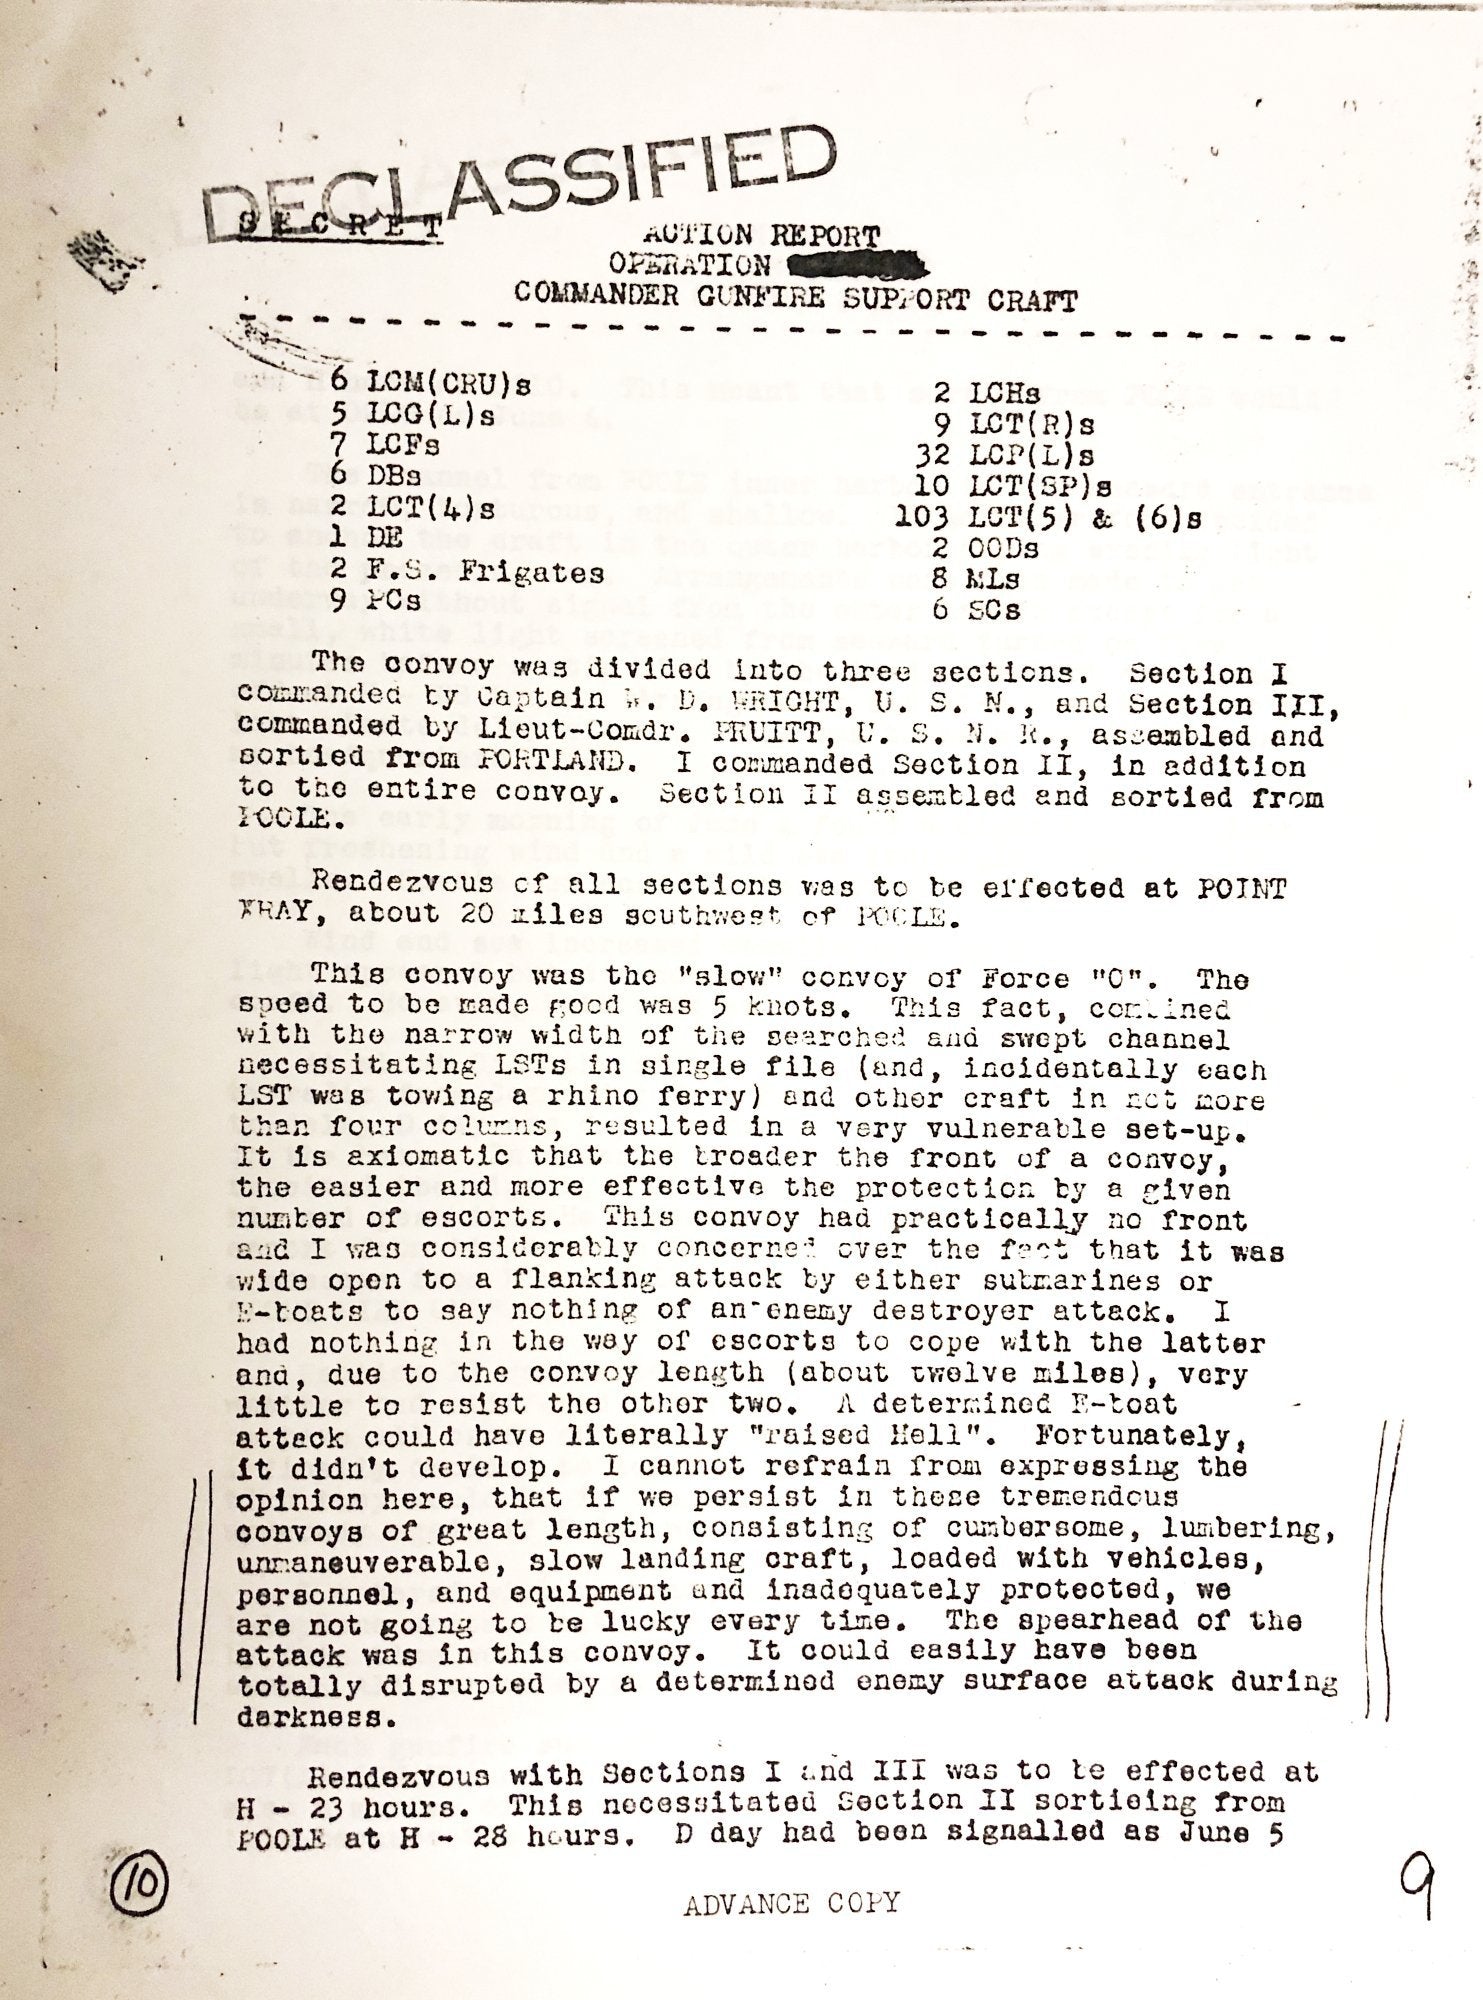 DECLASSIFIED
SECRET
ACTION REPORT
OPERATION
COMMANDER GUNFIRE SUPPORT CRAFT
6 LCM(CRU)s 2 LCHs
5 LCG(L)s 9 LCT(R)s
7 LCFs 32 LCP(L)s
6 DBs 10 LCT(SP)s
2 LCT(4)s 103 LCT(5) & (6)s
1 DE 2 OODs
2 F.S. Frigates 8 MLs
9 PCs 6 SCs
The convoy was divided into three sections. Section I
commanded by Captain W. D. WRIGHT, U. S. N., and Section III,
commanded by Lieut-Comdr. PRUITT, U. S. N. R., assembled and
sortied from PORTLAND. I commanded Section II, in addition
to the entire convoy. Section II assembled and sortied from
POOLE.
Rendezvous of all sections was to be effected at POINT
XRAY, about 20 miles southwest of POOLE.
This convoy was the "slow" convoy of Force "O". The
speed to be made good was 5 knots. This fact, combined
with the narrow width of the searched and swept channel
necessitating LSTs in single file (and, incidentally each
LST was towing a rhino ferry) and other craft in not more
than four columns, resulted in a very vulnerable set-up.
It is axiomatic that the broader the front of a convoy,
the easier and more effective the protection by a given
number of escorts. This convoy had practically no front
and I was considerably concerned over the fact that it was
wide open to a flanking attack by either submarines or
E-boats to say nothing of an enemy destroyer attack. I
had nothing in the way of escorts to cope with the latter
and, due to the convoy length (about twelve miles), very
little to resist the other two. A determined E-boat
attack could have literally "raised Hell". Fortunately,
it didn't develop. I cannot refrain from expressing the
opinion here, that if we persist in these tremendous
convoys of great length, consisting of cumbersome, lumbering,
unmaneuverable, slow landing craft, loaded with vehicles,
personnel, and equipment and inadequately protected, we
are not going to be lucky every time. The spearhead of the
attack was in this convoy. It could easily have been
totally disrupted by a determined enemy surface attack during
darkness.
Rendezvous with Sections I and III was to be effected at
H - 23 hours. This necessitated Section II sortieing from
POOLE at H - 28 hours. D day had been signalled as June 5
10
ADVANCE COPY
9